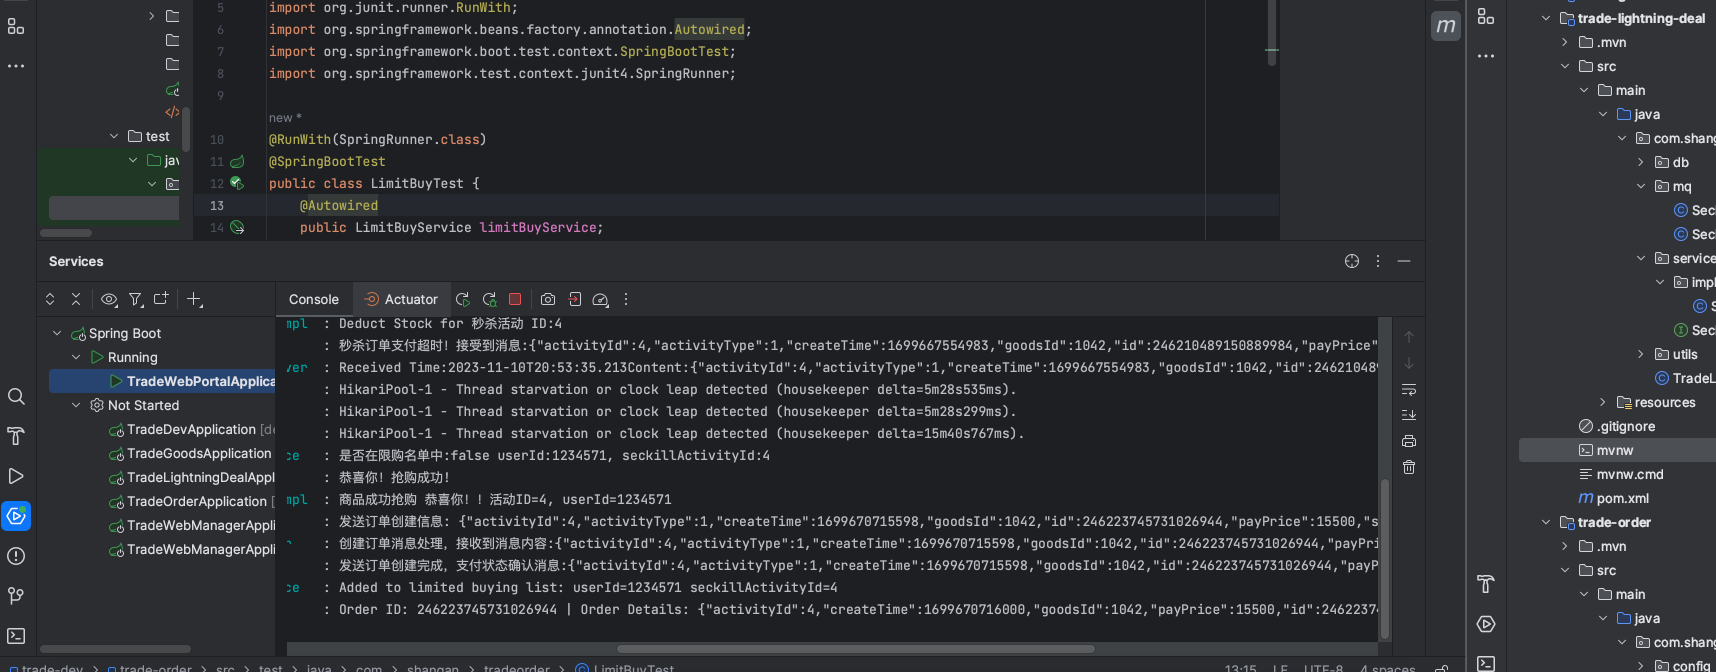 5 import org.junit.runner.RunWith;
6 import org.springframework.beans.factory.annotation.Autowired;
7 import org.springframework.boot.test.context.SpringBootTest;
8 import org.springframework.test.context.junit4.SpringRunner;
9
new *
10 @RunWith(SpringRunner.class)
11 @SpringBootTest
12 public class LimitBuyTest {
13 @Autowired
14 public LimitBuyService limitBuyService;
test
jav
m
Services
Console
Actuator
Spring Boot
Running
TradeWebPortalApplica
Not Started
TradeDevApplication [de
TradeGoodsApplication
TradeLightningDealAppl
TradeOrderApplication [
TradeWebManagerAppli
TradeWebManagerAppli
mpl : Deduct Stock for 秒杀活动 ID:4
: 秒杀订单支付超时! 接受到消息:{"activityId":4,"activityType":1,"createTime":1699667554983,"goodsId":1042,"id":246210489150889984,"payPrice"
ver : Received Time:2023-11-10T20:53:35.213Content:{"activityId":4,"activityType":1,"createTime":1699667554983,"goodsId":1042,"id":24621048
: HikariPool-1 - Thread starvation or clock leap detected (housekeeper delta=5m28s535ms).
: HikariPool-1 - Thread starvation or clock leap detected (housekeeper delta=5m28s299ms).
: HikariPool-1 - Thread starvation or clock leap detected (housekeeper delta=15m40s767ms).
ce : 是否在限购名单中:false userId:1234571, seckillActivityId:4
: 恭喜你! 抢购成功!
mpl : 商品成功抢购 恭喜你! ! 活动ID=4, userId=1234571
: 发送订单创建信息: {"activityId":4,"activityType":1,"createTime":1699670715598,"goodsId":1042,"id":246223745731026944,"payPrice":15500,"s
: 创建订单消息处理，接收到消息内容:{"activityId":4,"activityType":1,"createTime":1699670715598,"goodsId":1042,"id":246223745731026944,"payPri
: 发送订单创建完成，支付状态确认消息:{"activityId":4,"activityType":1,"createTime":1699670715598,"goodsId":1042,"id":246223745731026944,"payP
ce : Added to limited buying list: userId=1234571 seckillActivityId=4
: Order ID: 246223745731026944 | Order Details: {"activityId":4,"createTime":1699670716000,"goodsId":1042,"payPrice":15500,"id":2462237
trade-dev > trade-order > src > test > java > com > shangan > tradeorder > LimitBuyTest
13:15 LF UTF-8 4 spaces
trade-lightning-deal
.mvn
src
main
java
com.shang
db
mq
Sec
Sec
service
impl
S
Sec
utils
TradeL
resources
.gitignore
mvnw
mvnw.cmd
m pom.xml
trade-order
.mvn
src
main
java
com.shang
config